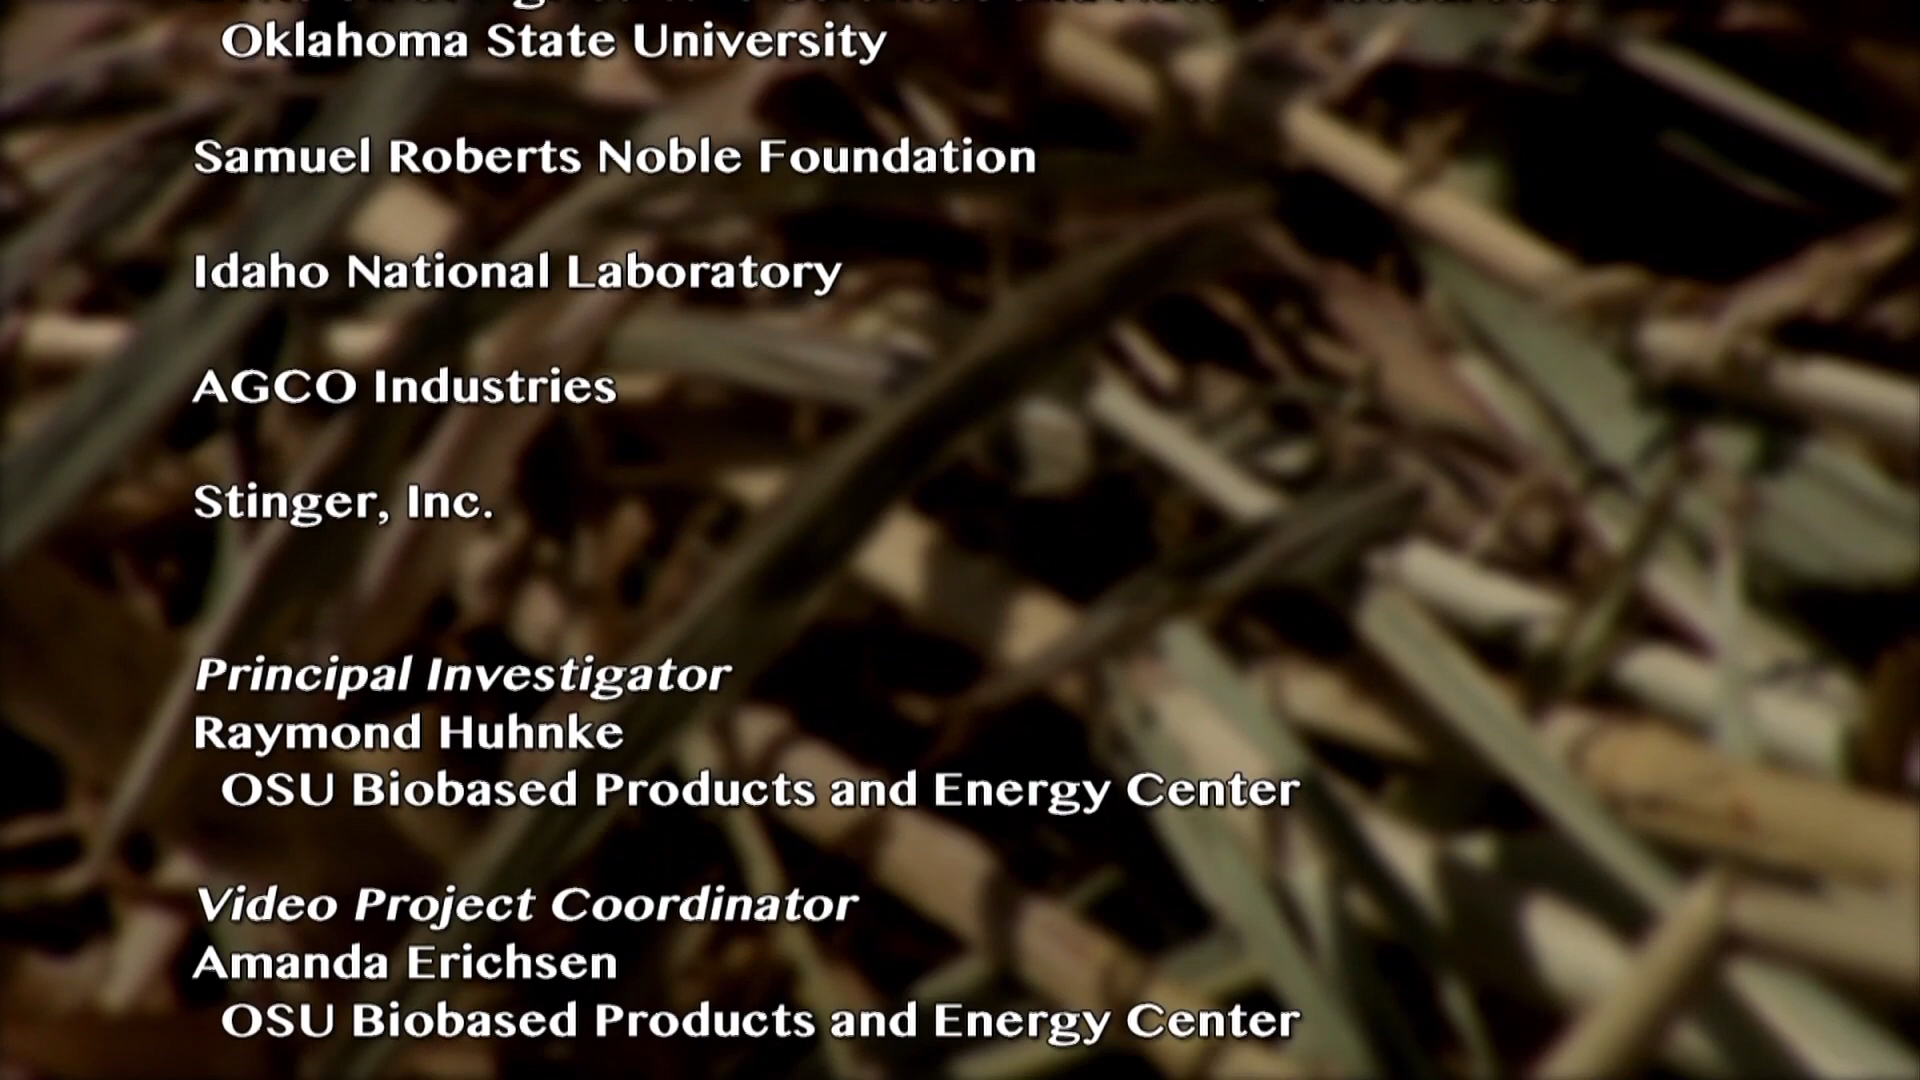 Oklahoma State University
Samuel Roberts Noble Foundation
Idaho National Laboratory
AGCO Industries
Stinger, Inc.
Principal Investigator
Raymond Huhnke
OSU Biobased Products and Energy Center
Video Project Coordinator
Amanda Erichsen
OSU Biobased Products and Energy Center